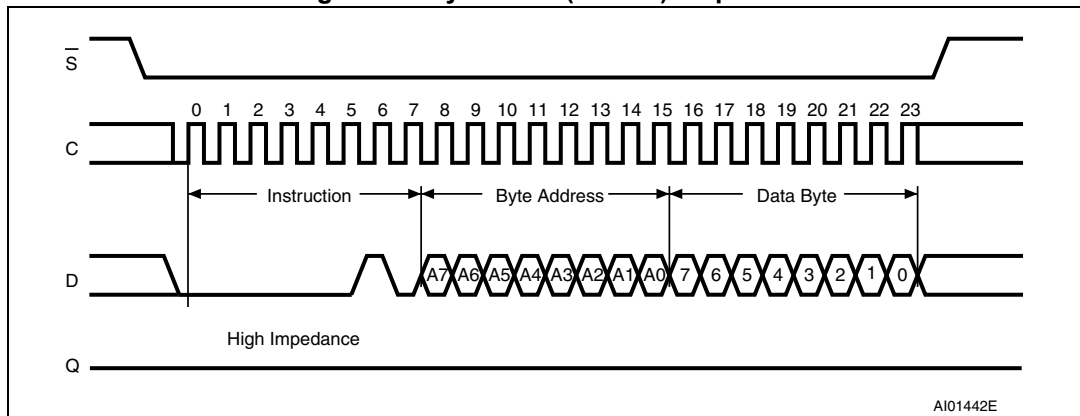 S
0 1 2 3 4 5 6 7 8 9 10 11 12 13 14 15 16 17 18 19 20 21 22 23
C
Instruction Byte Address Data Byte
D A7 A6 A5 A4 A3 A2 A1 A0 7 6 5 4 3 2 1 0
High Impedance
Q
AI01442E